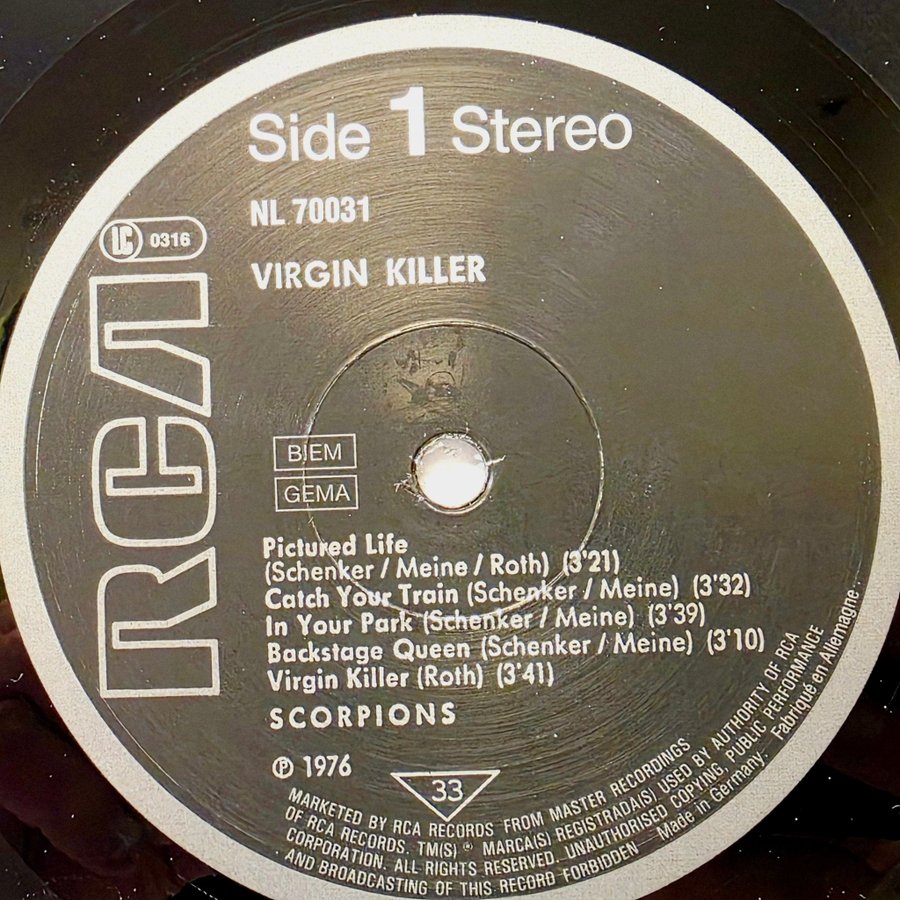 Side 1 Stereo
NL 70031
LC 0316
VIRGIN KILLER
RCA
BIEM
GEMA
Pictured Life
(Schenker / Meine / Roth) (3'21)
Catch Your Train (Schenker / Meine) (3'32)
In Your Park (Schenker / Meine) (3'39)
Backstage Queen (Schenker / Meine) (3'10)
Virgin Killer (Roth) (3'41)
SCORPIONS
℗ 1976
33
MARKETED BY RCA RECORDS FROM MASTER RECORDINGS
OF RCA RECORDS. TM(S) ® MARCA(S) REGISTRADA(S) USED BY AUTHORITY OF RCA
CORPORATION. ALL RIGHTS RESERVED. UNAUTHORISED COPYING, PUBLIC PERFORMANCE
AND BROADCASTING OF THIS RECORD FORBIDDEN Made in Germany. Fabriqué en Allemagne